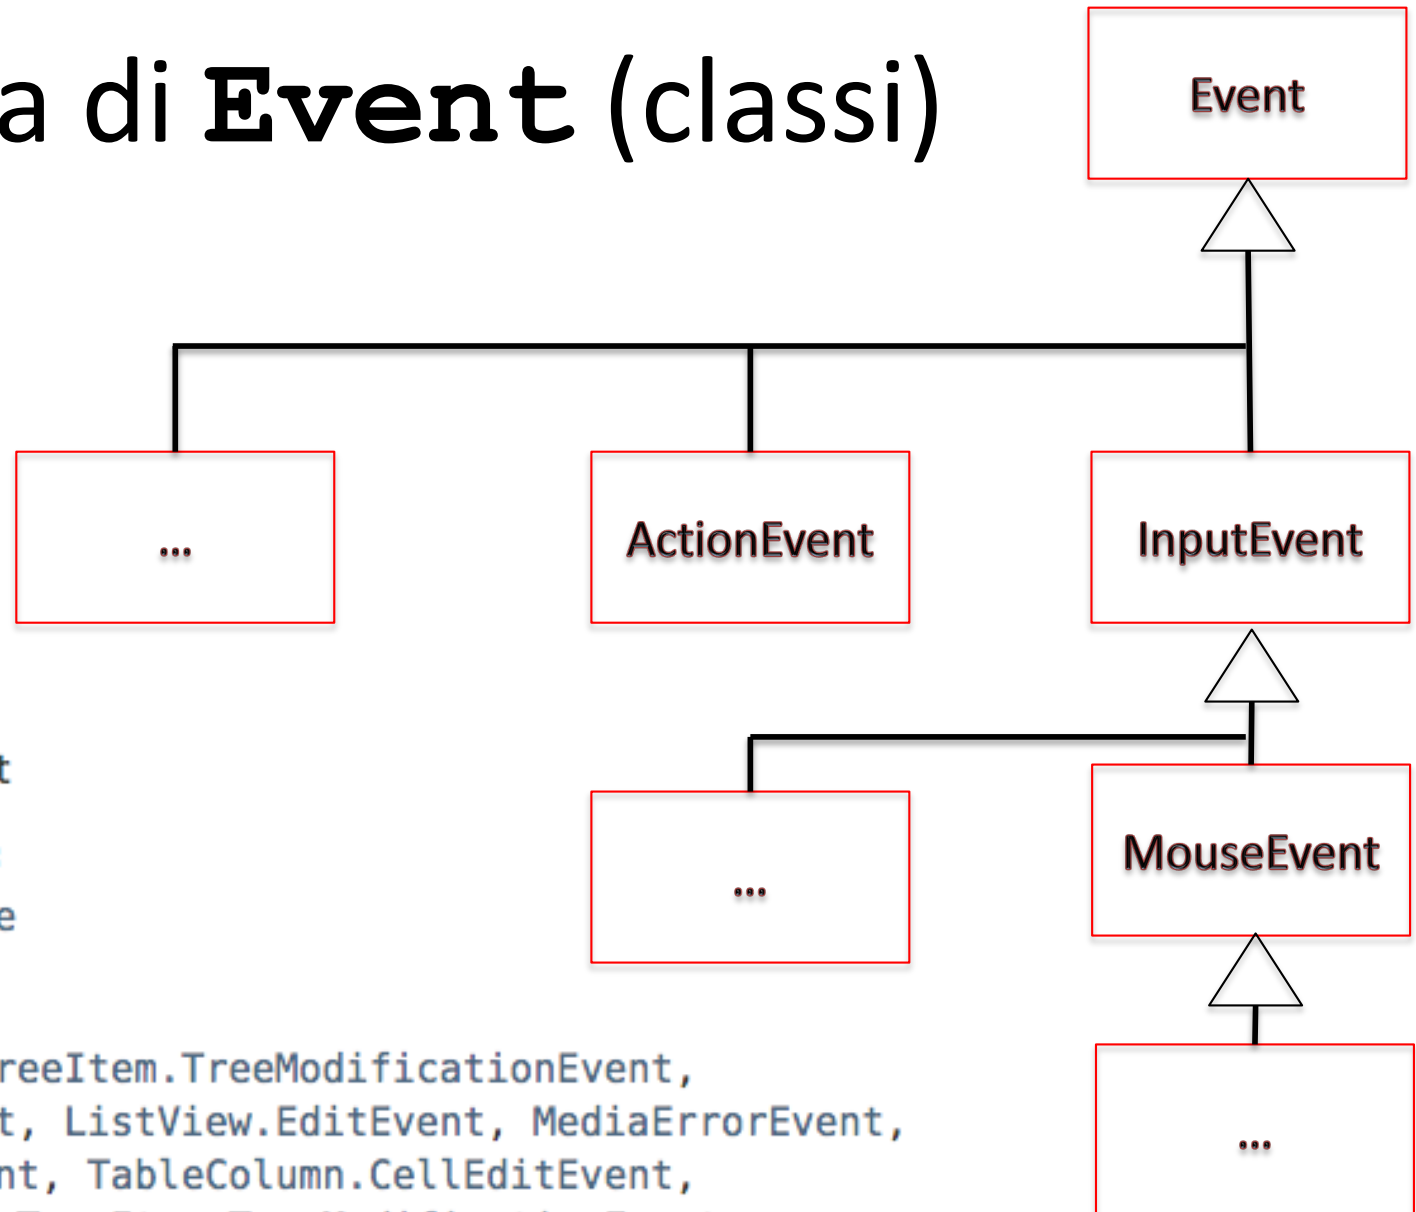 a di Event (classi)
Event
...
ActionEvent
InputEvent
t
e
...
MouseEvent
reeItem.TreeModificationEvent,
t, ListView.EditEvent, MediaErrorEvent,
nt, TableColumn.CellEditEvent,
...